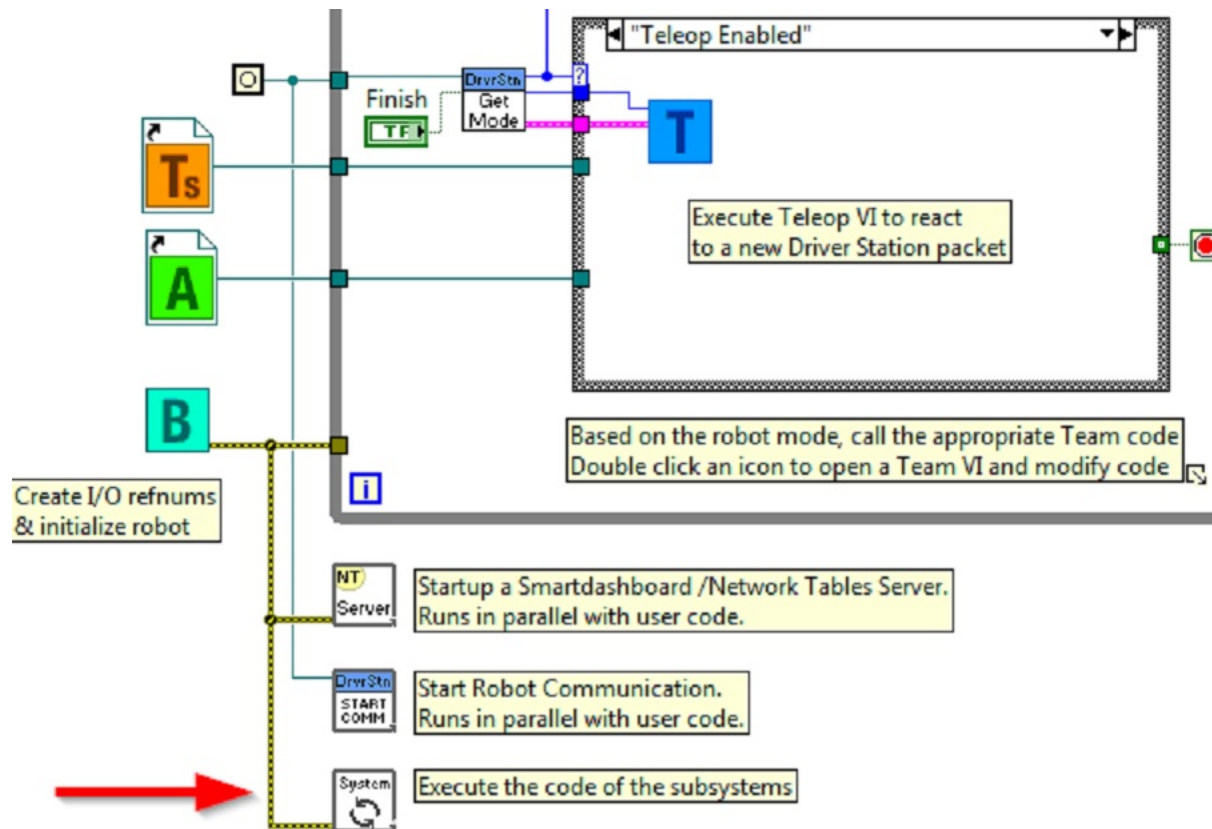 "Teleop Enabled"
DrvrStn
Get
Mode
?
Finish
TF
T
Ts
Execute Teleop VI to react
to a new Driver Station packet
A
B
Based on the robot mode, call the appropriate Team code
Double click an icon to open a Team VI and modify code
i
Create I/O refnums
& initialize robot
NT
Server
Startup a Smartdashboard /Network Tables Server.
Runs in parallel with user code.
DrvrStn
START
COMM
Start Robot Communication.
Runs in parallel with user code.
System
Execute the code of the subsystems